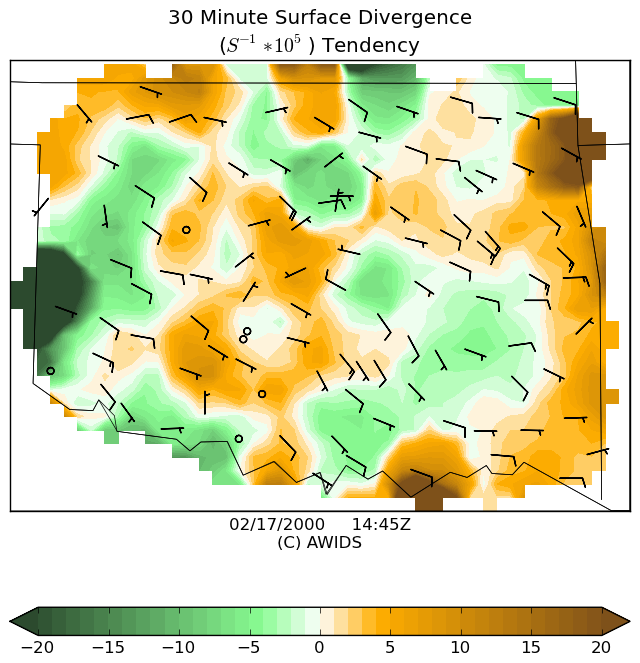 30 Minute Surface Divergence
(S⁻¹ *10⁵ ) Tendency
02/17/2000 14:45Z
(C) AWIDS
−20 −15 −10 −5 0 5 10 15 20